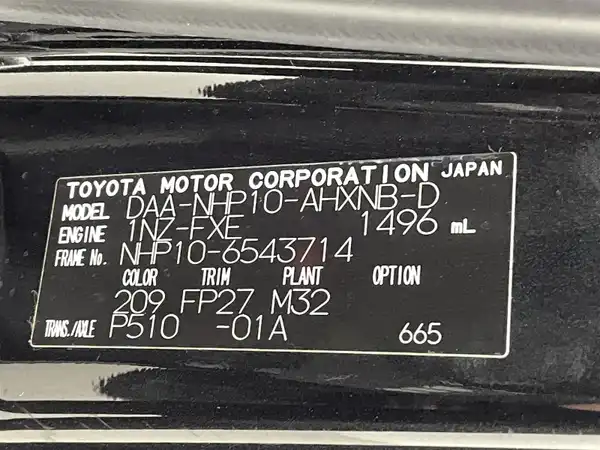 TOYOTA MOTOR CORPORATION JAPAN
MODEL DAA-NHP10-AHXNB-D
ENGINE 1NZ-FXE 1496 mL
FRAME No. NHP10-6543714
COLOR TRIM PLANT OPTION
209 FP27 M32
TRANS./AXLE P510 -01A 665